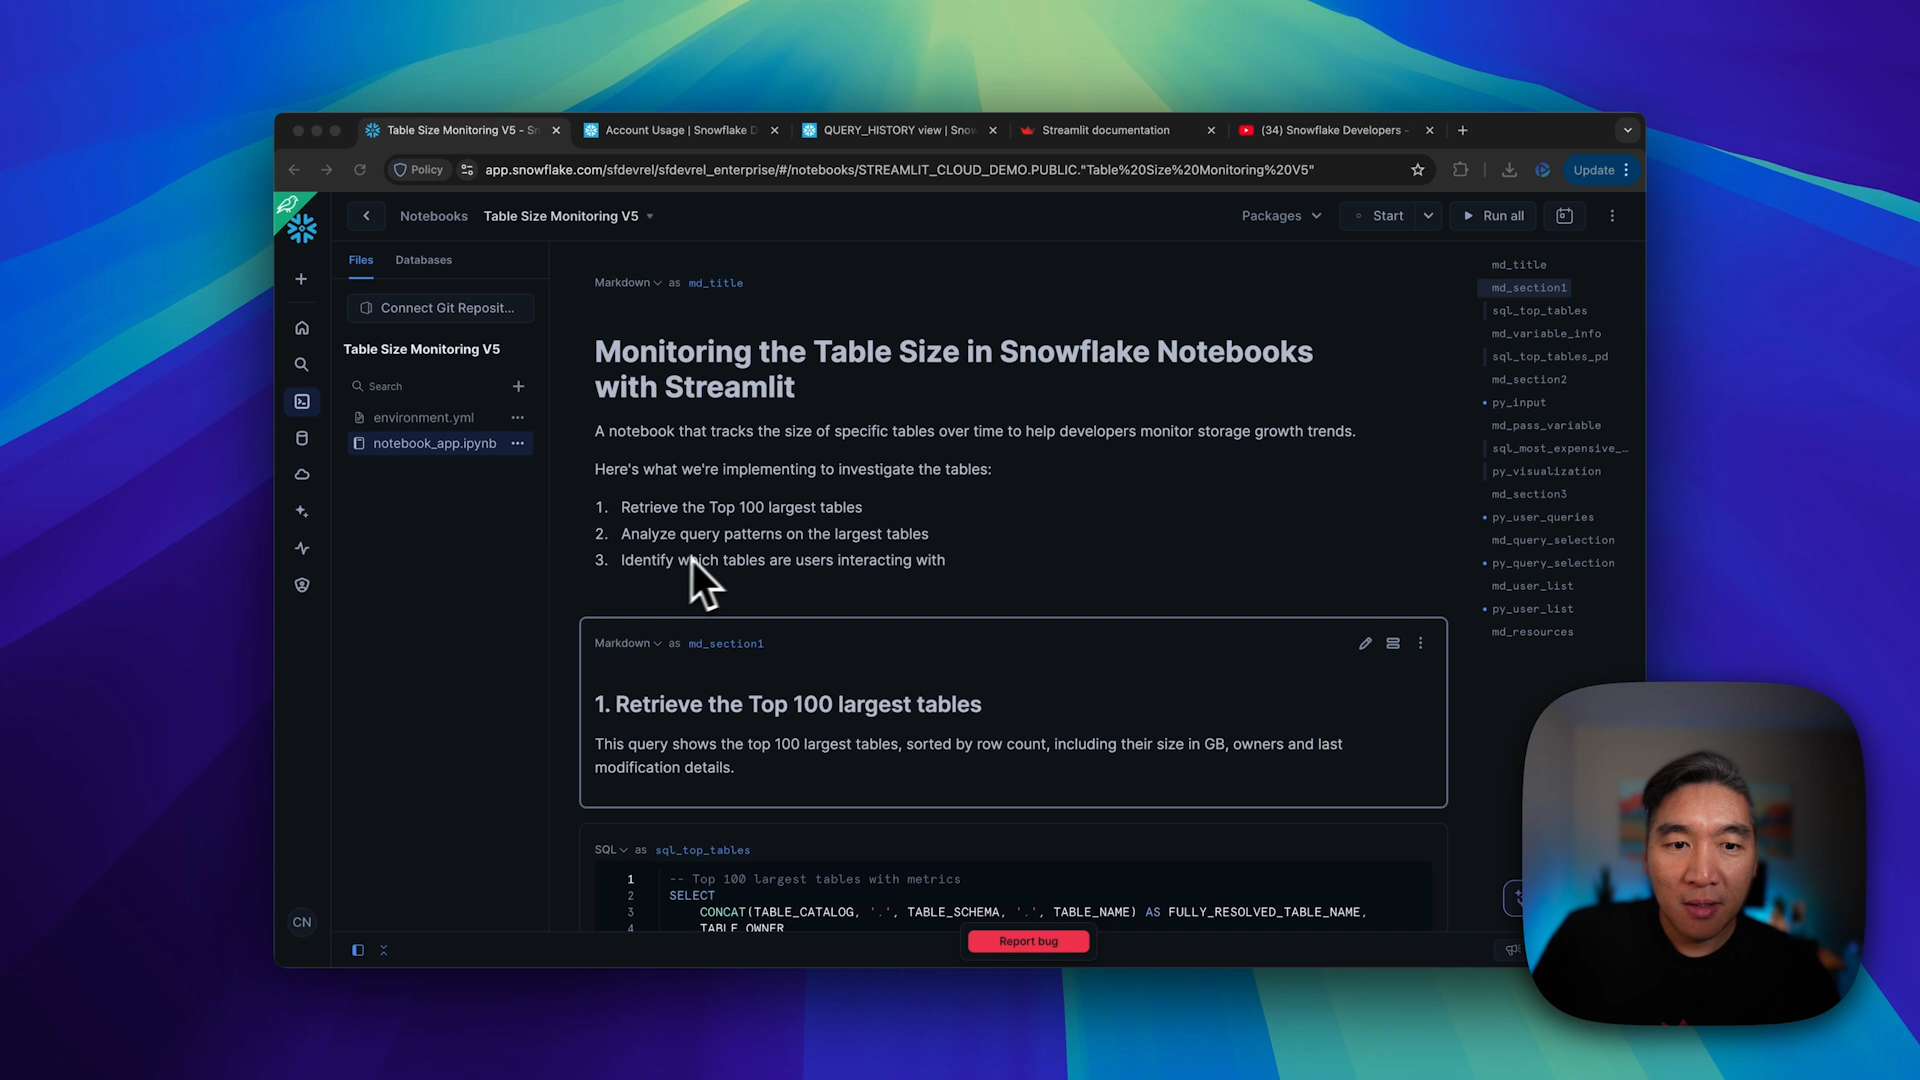 Table Size Monitoring V5 - Sn
Account Usage | Snowflake D
QUERY_HISTORY view | Snow
Streamlit documentation
(34) Snowflake Developers -
Policy
app.snowflake.com/sfdevrel/sfdevrel_enterprise/#/notebooks/STREAMLIT_CLOUD_DEMO.PUBLIC."Table%20Size%20Monitoring%20V5"
Update
Notebooks
Table Size Monitoring V5
Packages
Start
Run all
Files
Databases
Connect Git Reposit...
Table Size Monitoring V5
Search
environment.yml
notebook_app.ipynb
CN
Markdown as md_title
Monitoring the Table Size in Snowflake Notebooks
with Streamlit
A notebook that tracks the size of specific tables over time to help developers monitor storage growth trends.
Here's what we're implementing to investigate the tables:
1. Retrieve the Top 100 largest tables
2. Analyze query patterns on the largest tables
3. Identify which tables are users interacting with
Markdown as md_section1
1. Retrieve the Top 100 largest tables
This query shows the top 100 largest tables, sorted by row count, including their size in GB, owners and last
modification details.
SQL as sql_top_tables
1 -- Top 100 largest tables with metrics
2 SELECT
3 CONCAT(TABLE_CATALOG, '.', TABLE_SCHEMA, '.', TABLE_NAME) AS FULLY_RESOLVED_TABLE_NAME,
4 TABLE_OWNER
Report bug
md_title
md_section1
sql_top_tables
md_variable_info
sql_top_tables_pd
md_section2
py_input
md_pass_variable
sql_most_expensive_…
py_visualization
md_section3
py_user_queries
md_query_selection
py_query_selection
md_user_list
py_user_list
md_resources